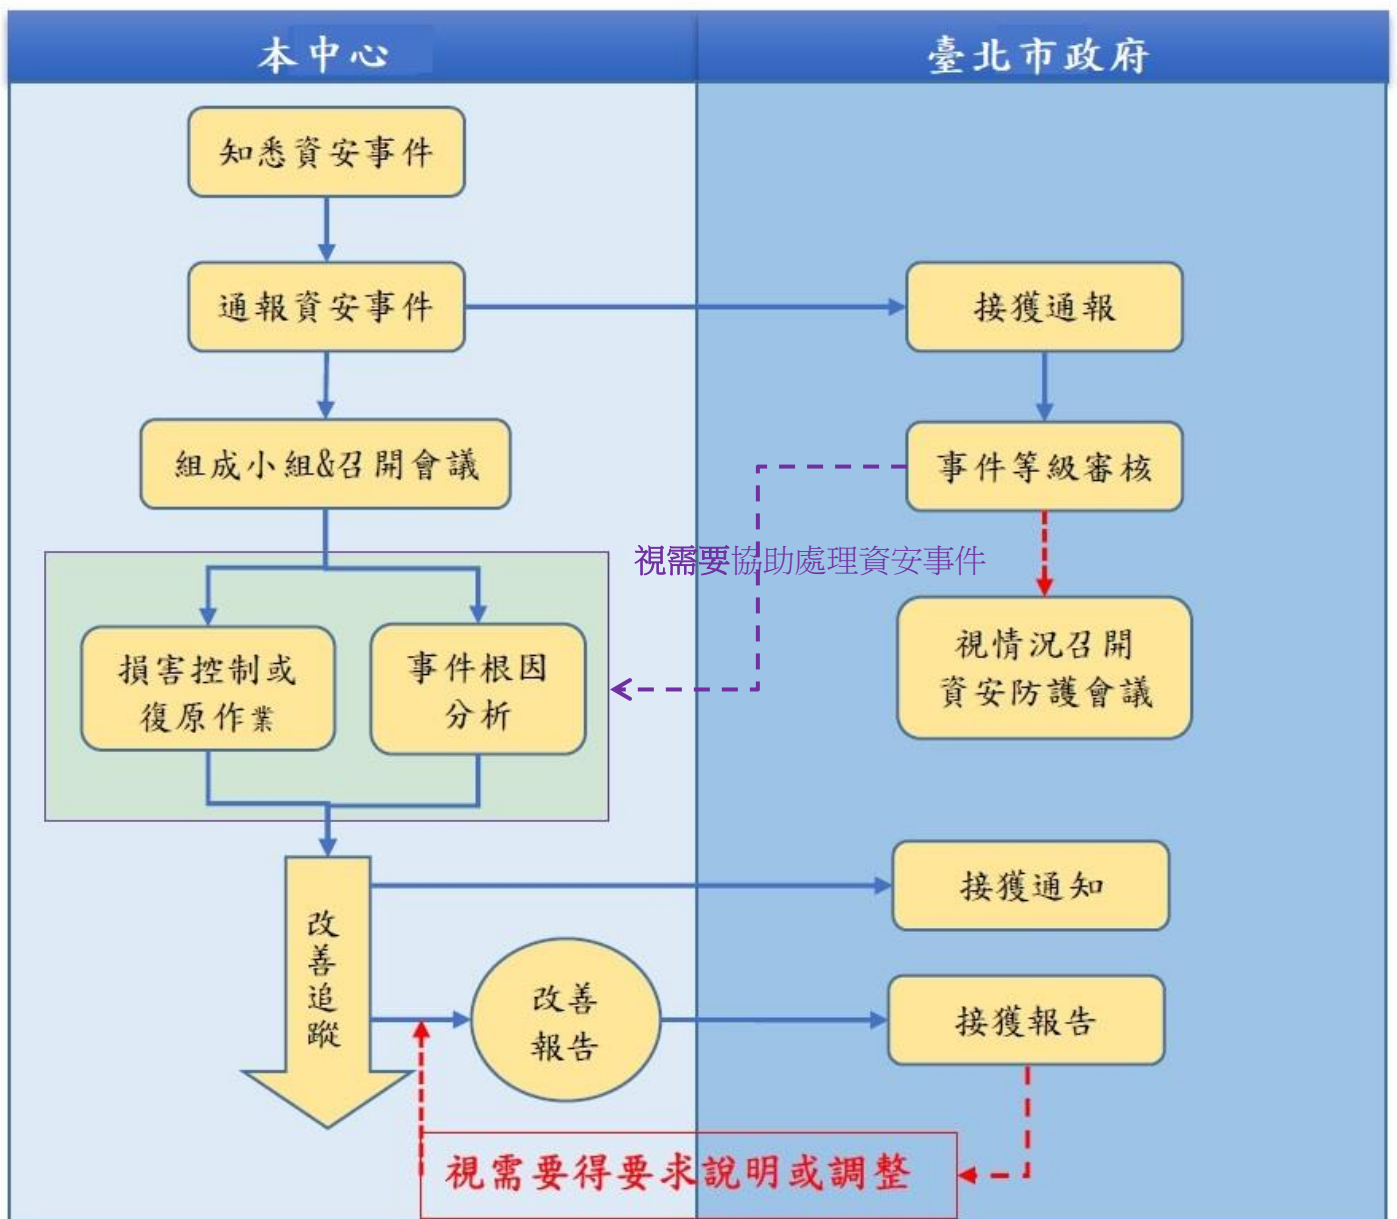 本中心
臺北市政府
知悉資安事件
通報資安事件
接獲通報
組成小組&召開會議
事件等級審核
視需要協助處理資安事件
損害控制或
復原作業
事件根因
分析
視情況召開
資安防護會議
改善追蹤
接獲通知
改善
報告
接獲報告
視需要得要求說明或調整